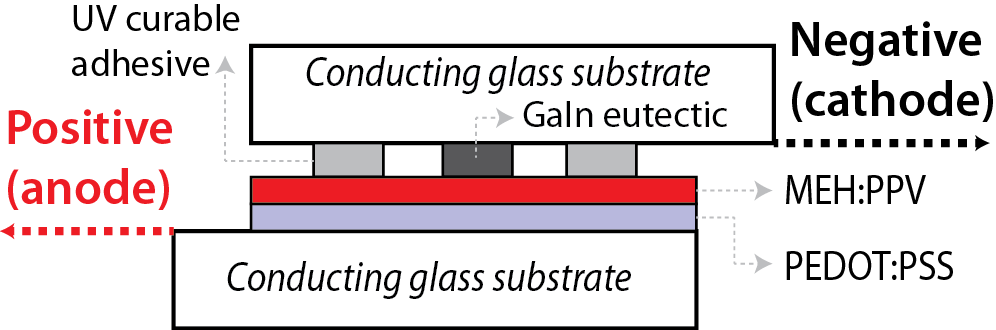 UV curable
adhesive
Conducting glass substrate
GaIn eutectic
Negative
(cathode)
Positive
(anode)
MEH:PPV
PEDOT:PSS
Conducting glass substrate